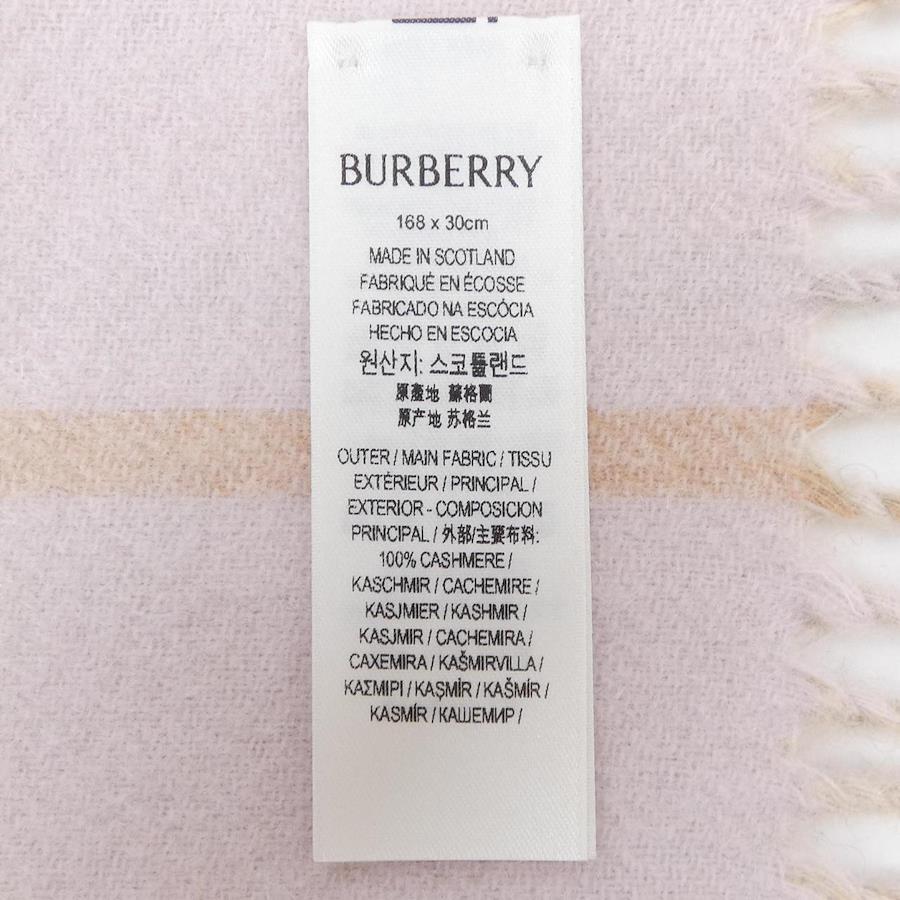 BURBERRY
168 x 30cm
MADE IN SCOTLAND
FABRIQUÉ EN ÉCOSSE
FABRICADO NA ESCÓCIA
HECHO EN ESCOCIA
원산지: 스코틀랜드
原產地 蘇格蘭
原产地 苏格兰
OUTER / MAIN FABRIC / TISSU
EXTÉRIEUR / PRINCIPAL /
EXTERIOR - COMPOSICION
PRINCIPAL / 外部/主要布料:
100% CASHMERE /
KASCHMIR / CACHEMIRE /
KASJMIER / KASHMIR /
KASJMIR / CACHEMIRA /
CAXEMIRA / KAŠMIRVILLA /
ΚΑΣΜΙΡΙ / KAŞMİR / KAŠMÍR /
KASMÍR / КАШЕМИР /